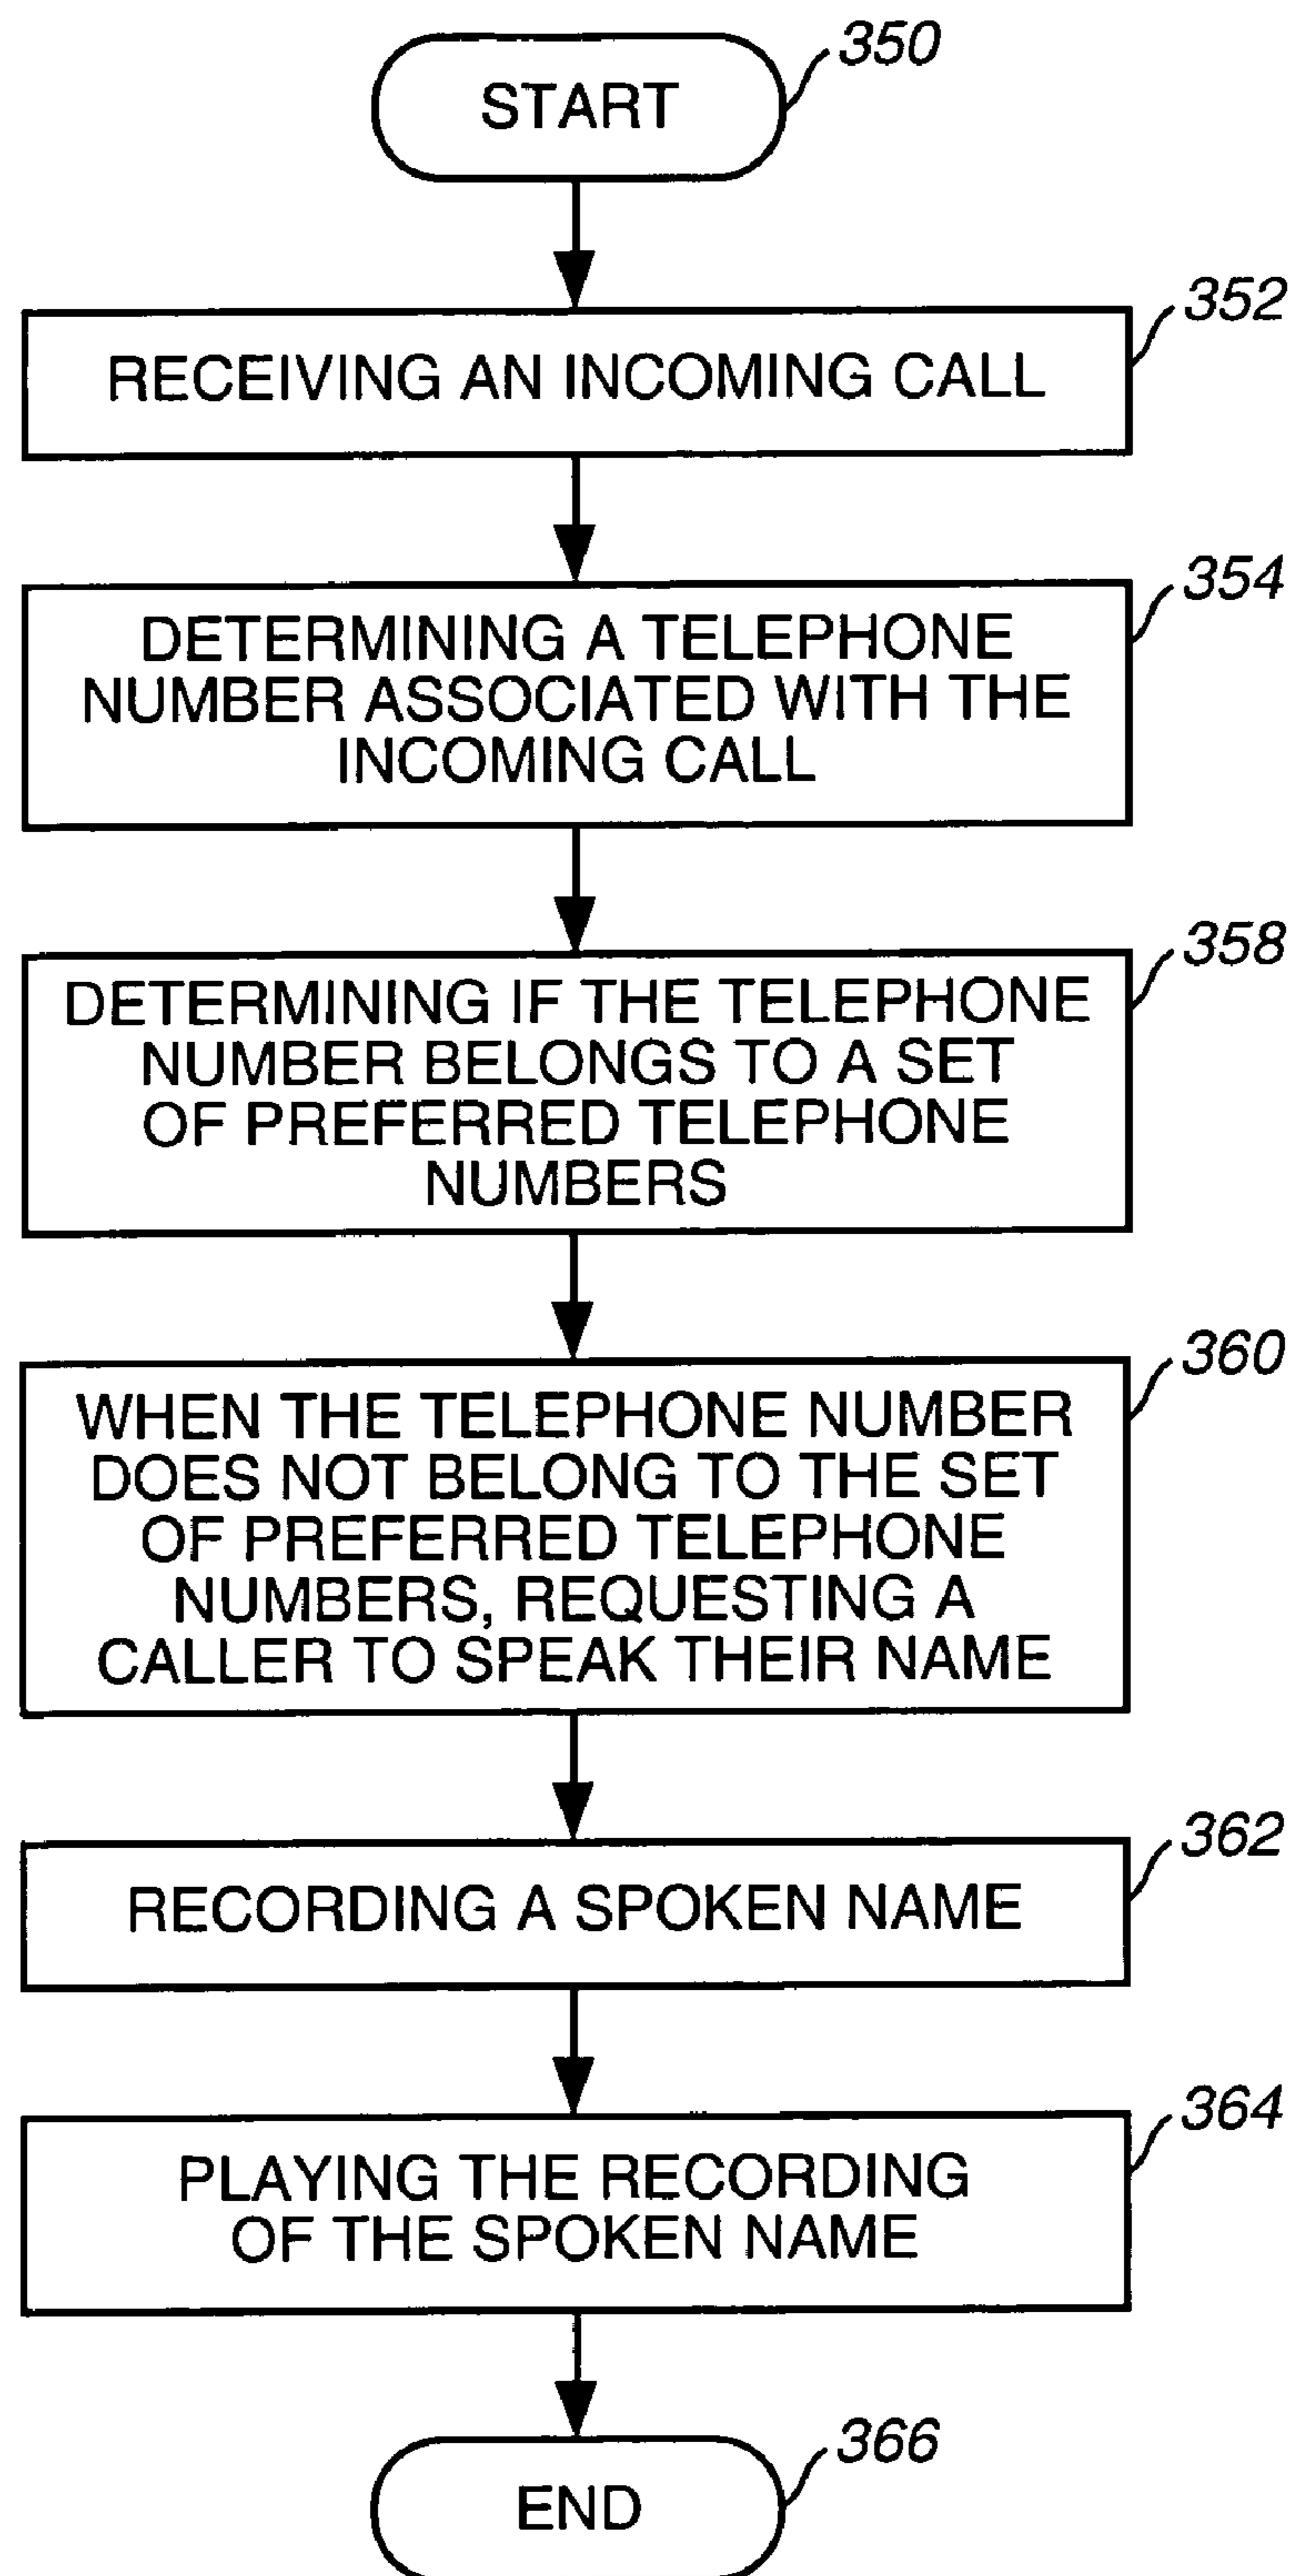 350
START
352
RECEIVING AN INCOMING CALL
354
DETERMINING A TELEPHONE
NUMBER ASSOCIATED WITH THE
INCOMING CALL
358
DETERMINING IF THE TELEPHONE
NUMBER BELONGS TO A SET
OF PREFERRED TELEPHONE
NUMBERS
360
WHEN THE TELEPHONE NUMBER
DOES NOT BELONG TO THE SET
OF PREFERRED TELEPHONE
NUMBERS, REQUESTING A
CALLER TO SPEAK THEIR NAME
362
RECORDING A SPOKEN NAME
364
PLAYING THE RECORDING
OF THE SPOKEN NAME
366
END